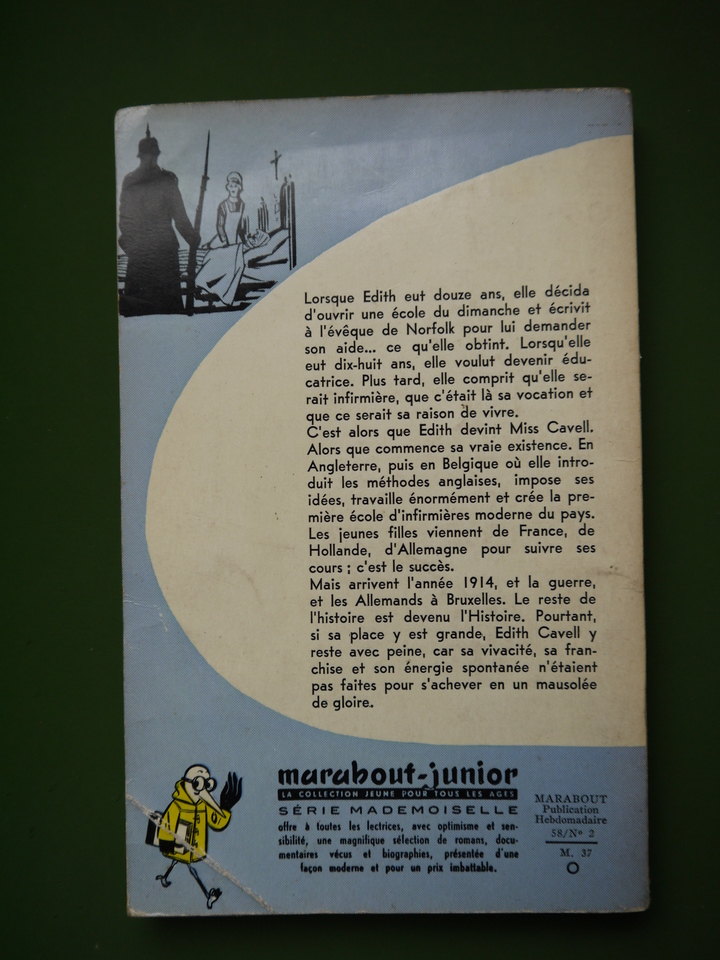 Lorsque Edith eut douze ans, elle décida
d'ouvrir une école du dimanche et écrivit
à l'évêque de Norfolk pour lui demander
son aide... ce qu'elle obtint. Lorsqu'elle
eut dix-huit ans, elle voulut devenir édu-
catrice. Plus tard, elle comprit qu'elle se-
rait infirmière, que c'était là sa vocation et
que ce serait sa raison de vivre.
C'est alors que Edith devint Miss Cavell.
Alors que commence sa vraie existence. En
Angleterre, puis en Belgique où elle intro-
duit les méthodes anglaises, impose ses
idées, travaille énormément et crée la pre-
mière école d'infirmières moderne du pays.
Les jeunes filles viennent de France, de
Hollande, d'Allemagne pour suivre ses
cours ; c'est le succès.
Mais arrivent l'année 1914, et la guerre,
et les Allemands à Bruxelles. Le reste de
l'histoire est devenu l'Histoire. Pourtant,
si sa place y est grande, Edith Cavell y
reste avec peine, car sa vivacité, sa fran-
chise et son énergie spontanée n'étaient
pas faites pour s'achever en un mausolée
de gloire.
marabout-junior
LA COLLECTION JEUNE POUR TOUS LES AGES
SÉRIE MADEMOISELLE
offre à toutes les lectrices, avec optimisme et sen-
sibilité, une magnifique sélection de romans, docu-
mentaires vécus et biographies, présentée d'une
façon moderne et pour un prix imbattable.
MARABOUT
Publication
Hebdomadaire
58/Nº 2
M. 37